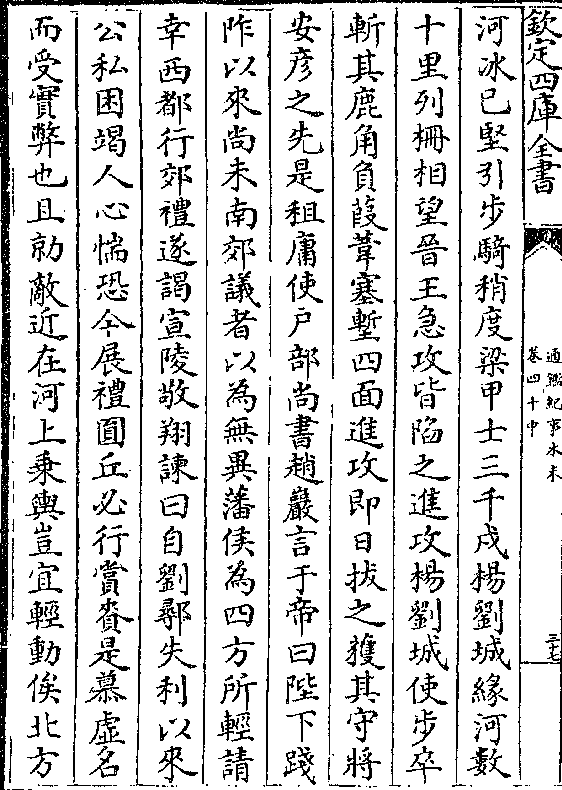 欽定四庫全書
通鑑紀事本末
卷四十中
三七
河冰已堅引步騎稍度梁甲士三千戍楊劉城緣河數
十里列柵相望晉王急攻皆陷之進攻楊劉城使步卒
斬其鹿角負葭葦塞塹四面進攻即日拔之獲其守將
安彦之先是租庸使戶部尚書趙巖言于帝曰陛下踐
阼以來尚未南郊議者以為無異藩侯為四方所輕請
幸西都行郊禮遂謁宣陵敬翔諫曰自劉鄩失利以來
公私困竭人心惴恐今展禮圓丘必行賞賚是慕虛名
而受實弊也且勍敵近在河上乗輿豈宜輕動俟北方